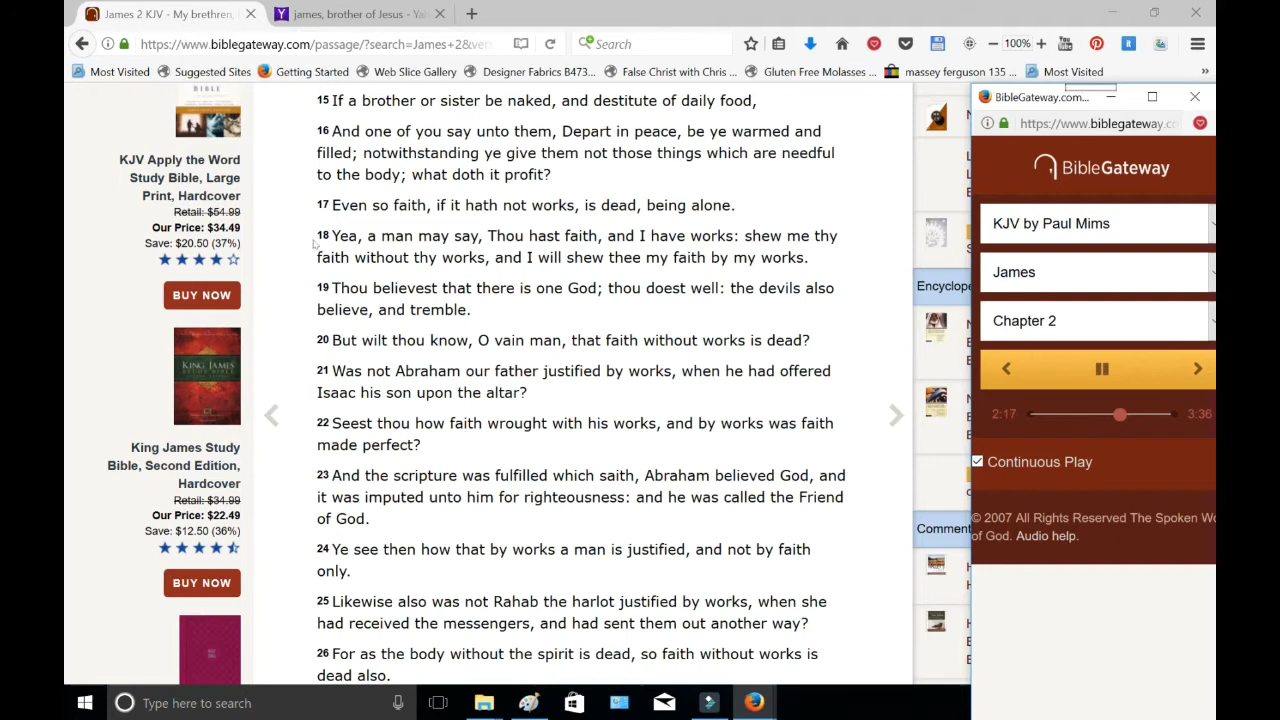 James 2 KJV - My brethren,
james, brother of Jesus - Yah
https://www.biblegateway.com/passage/?search=James+2&vers
Search
100%
You Tube
Most Visited
Suggested Sites
Getting Started
Web Slice Gallery
Designer Fabrics B473...
False Christ with Chris ...
Gluten Free Molasses ...
massey ferguson 135 ...
Most Visited
»
BIBLE
KJV Apply the Word
Study Bible, Large
Print, Hardcover
Retail: $54.99
Our Price: $34.49
Save: $20.50 (37%)
BUY NOW
KING JAMES
STUDY BIBLE
King James Study
Bible, Second Edition,
Hardcover
Retail: $34.99
Our Price: $22.49
Save: $12.50 (36%)
BUY NOW
15 If a brother or sister be naked, and destitute of daily food,
16 And one of you say unto them, Depart in peace, be ye warmed and
filled; notwithstanding ye give them not those things which are needful
to the body; what doth it profit?
17 Even so faith, if it hath not works, is dead, being alone.
18 Yea, a man may say, Thou hast faith, and I have works: shew me thy
faith without thy works, and I will shew thee my faith by my works.
19 Thou believest that there is one God; thou doest well: the devils also
believe, and tremble.
20 But wilt thou know, O vain man, that faith without works is dead?
21 Was not Abraham our father justified by works, when he had offered
Isaac his son upon the altar?
22 Seest thou how faith wrought with his works, and by works was faith
made perfect?
23 And the scripture was fulfilled which saith, Abraham believed God, and
it was imputed unto him for righteousness: and he was called the Friend
of God.
24 Ye see then how that by works a man is justified, and not by faith
only.
25 Likewise also was not Rahab the harlot justified by works, when she
had received the messengers, and had sent them out another way?
26 For as the body without the spirit is dead, so faith without works is
dead also.
Encyclope
Comment
BibleGateway.com...
https://www.biblegateway.co
BibleGateway
KJV by Paul Mims
James
Chapter 2
2:17
3:36
Continuous Play
© 2007 All Rights Reserved The Spoken Wo
of God. Audio help.
Type here to search